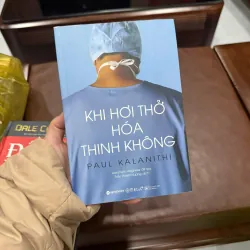 KHI HƠI THỞ
HÓA
THINH KHÔNG
PAUL KALANITHI
DALE C